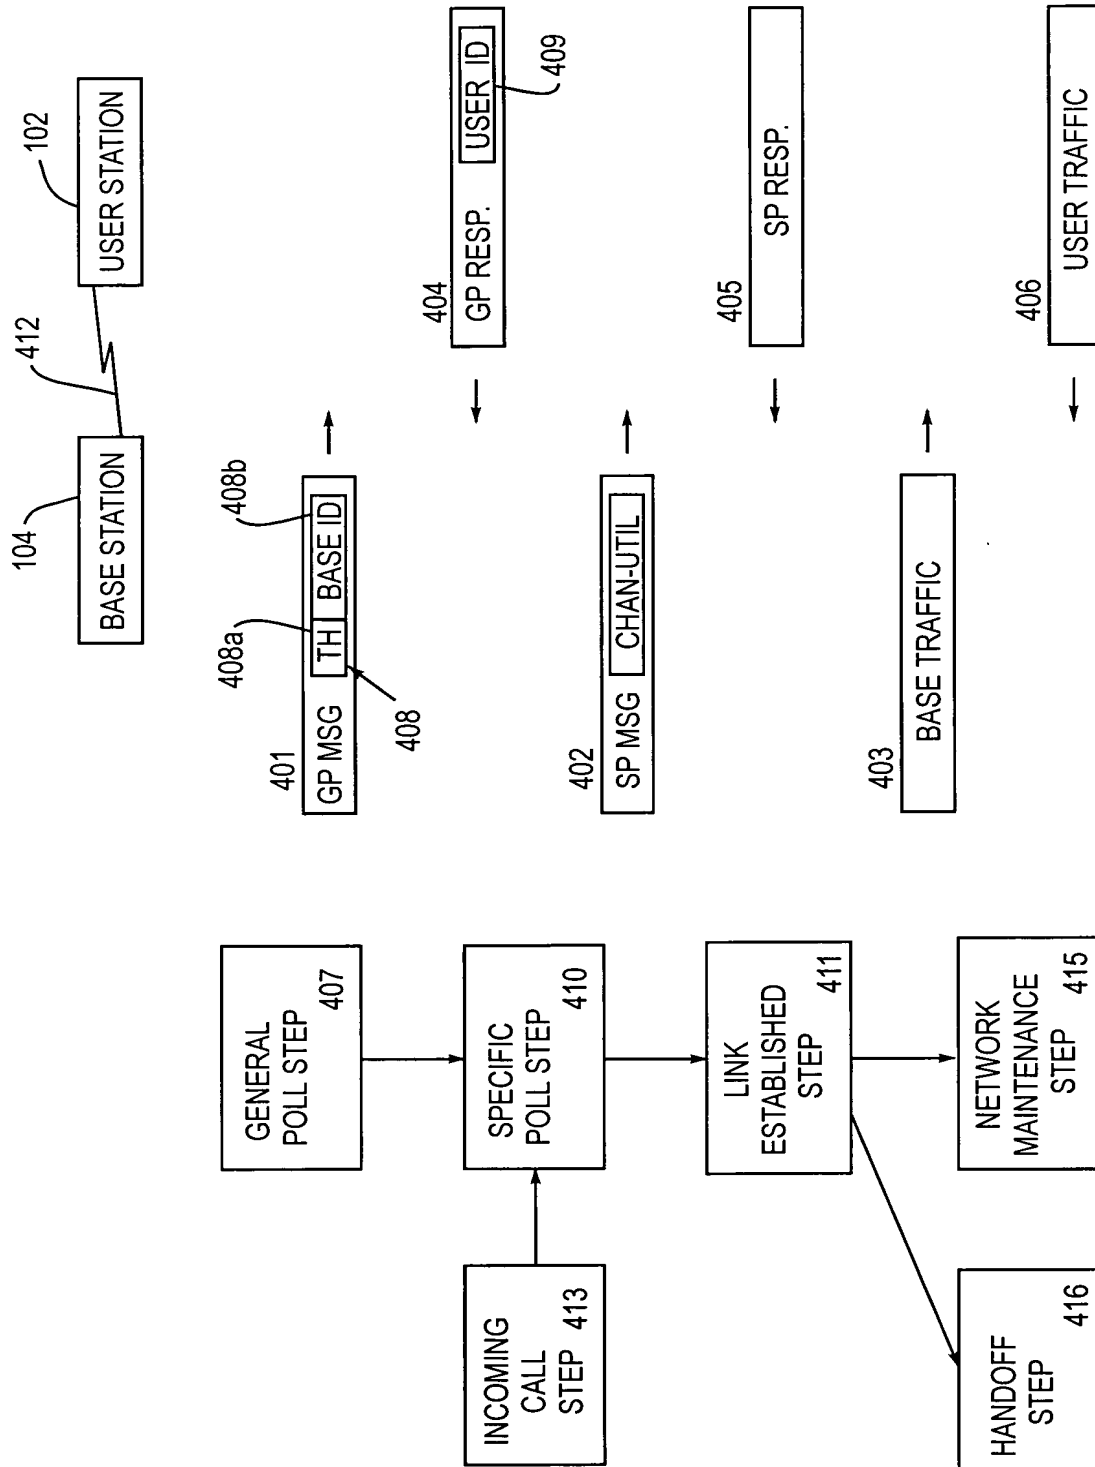 104
BASE STATION
412
102
USER STATION
GENERAL
POLL STEP
407
401
GP MSG
TH
BASE ID
408a
408b
408
404
GP RESP.
USER ID
409
INCOMING
CALL
STEP
413
SPECIFIC
POLL STEP
410
402
SP MSG
CHAN-UTIL
405
SP RESP.
LINK
ESTABLISHED
STEP
411
403
BASE TRAFFIC
406
USER TRAFFIC
HANDOFF
STEP
416
NETWORK
MAINTENANCE
STEP
415